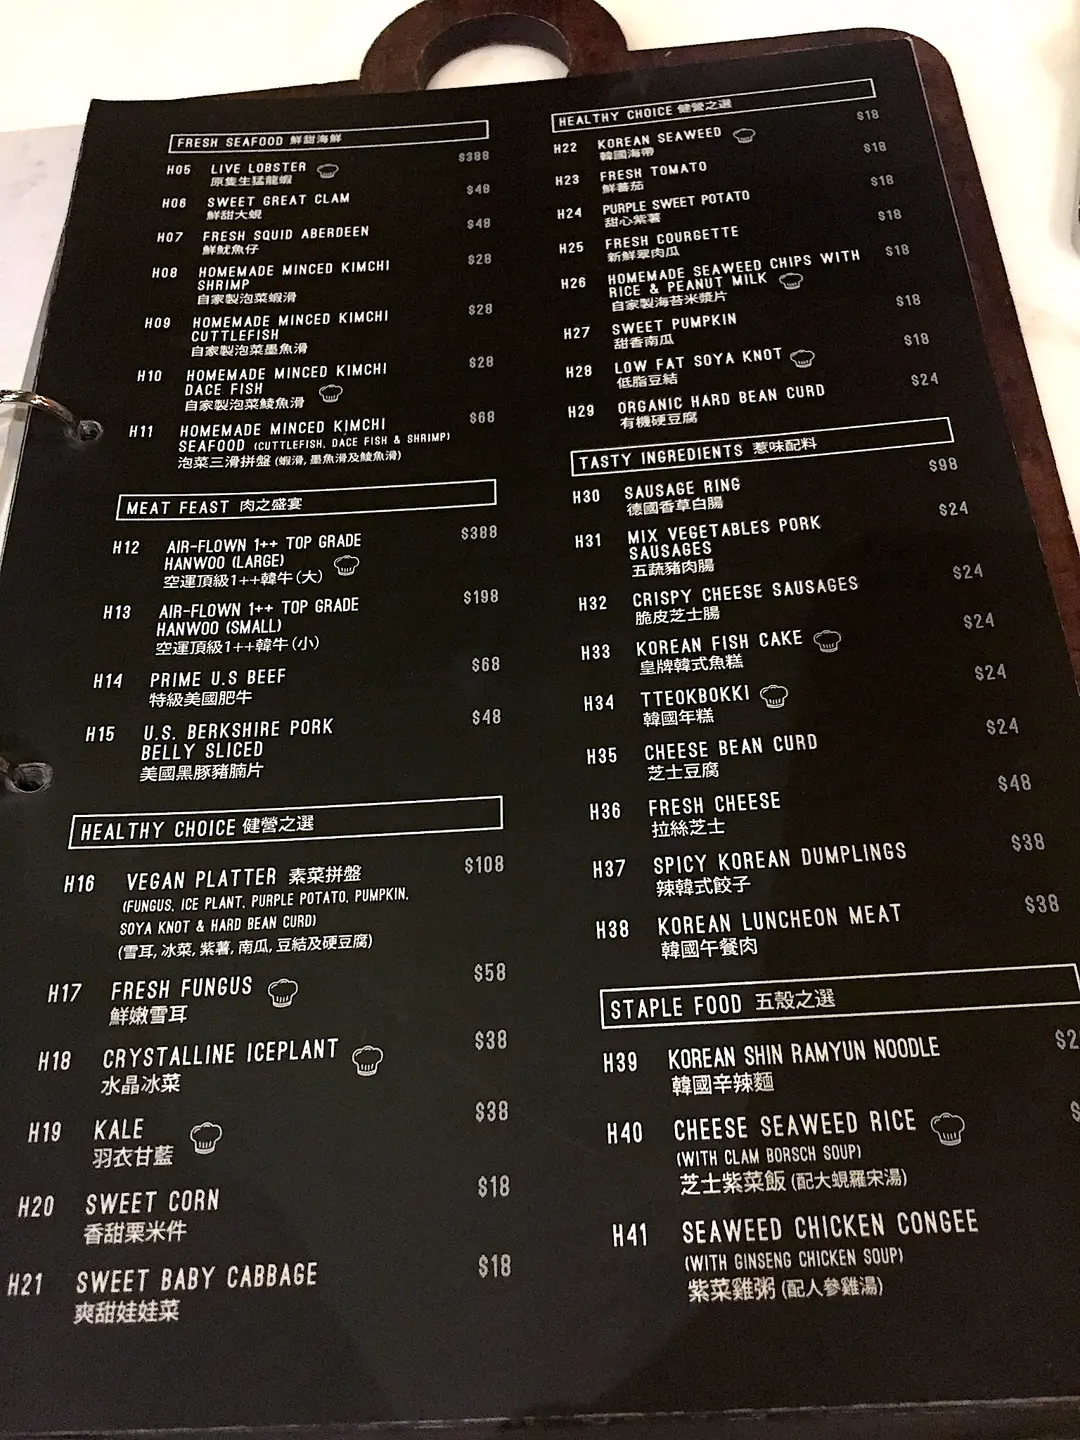 FRESH SEAFOOD 鮮甜海鮮
H05 LIVE LOBSTER $388
原隻生猛龍蝦
H06 SWEET GREAT CLAM $48
鮮甜大蜆
H07 FRESH SQUID ABERDEEN $48
鮮魷魚仔
H08 HOMEMADE MINCED KIMCHI $28
SHRIMP
自家製泡菜蝦滑
H09 HOMEMADE MINCED KIMCHI $28
CUTTLEFISH
自家製泡菜墨魚滑
H10 HOMEMADE MINCED KIMCHI $28
DACE FISH
自家製泡菜鯪魚滑
H11 HOMEMADE MINCED KIMCHI $68
SEAFOOD (CUTTLEFISH, DACE FISH & SHRIMP)
泡菜三滑拼盤 (蝦滑, 墨魚滑及鯪魚滑)
MEAT FEAST 肉之盛宴
H12 AIR-FLOWN 1++ TOP GRADE $388
HANWOO (LARGE)
空運頂級1++韓牛(大)
H13 AIR-FLOWN 1++ TOP GRADE $198
HANWOO (SMALL)
空運頂級1++韓牛(小)
H14 PRIME U.S BEEF $68
特級美國肥牛
H15 U.S. BERKSHIRE PORK $48
BELLY SLICED
美國黑豚豬腩片
HEALTHY CHOICE 健營之選
H16 VEGAN PLATTER 素菜拼盤 $108
(FUNGUS, ICE PLANT, PURPLE POTATO, PUMPKIN,
SOYA KNOT & HARD BEAN CURD)
(雪耳, 冰菜, 紫薯, 南瓜, 豆結及硬豆腐)
H17 FRESH FUNGUS $58
鮮嫩雪耳
H18 CRYSTALLINE ICEPLANT $38
水晶冰菜
H19 KALE $38
羽衣甘藍
H20 SWEET CORN $18
香甜栗米件
H21 SWEET BABY CABBAGE $18
爽甜娃娃菜
HEALTHY CHOICE 健營之選
H22 KOREAN SEAWEED $18
韓國海帶
H23 FRESH TOMATO $18
鮮蕃茄
H24 PURPLE SWEET POTATO $18
甜心紫薯
H25 FRESH COURGETTE $18
新鮮翠肉瓜
H26 HOMEMADE SEAWEED CHIPS WITH $18
RICE & PEANUT MILK
自家製海苔米漿片
H27 SWEET PUMPKIN $18
甜香南瓜
H28 LOW FAT SOYA KNOT $18
低脂豆結
H29 ORGANIC HARD BEAN CURD $24
有機硬豆腐
TASTY INGREDIENTS 惹味配料
H30 SAUSAGE RING $98
德國香草白腸
H31 MIX VEGETABLES PORK $24
SAUSAGES
五蔬豬肉腸
H32 CRISPY CHEESE SAUSAGES $24
脆皮芝士腸
H33 KOREAN FISH CAKE $24
皇牌韓式魚糕
H34 TTEOKBOKKI $24
韓國年糕
H35 CHEESE BEAN CURD $24
芝士豆腐
H36 FRESH CHEESE $48
拉絲芝士
H37 SPICY KOREAN DUMPLINGS $38
辣韓式餃子
H38 KOREAN LUNCHEON MEAT $38
韓國午餐肉
STAPLE FOOD 五殼之選
H39 KOREAN SHIN RAMYUN NOODLE $2
韓國辛辣麵
H40 CHEESE SEAWEED RICE $
(WITH CLAM BORSCH SOUP)
芝士紫菜飯 (配大蜆羅宋湯)
H41 SEAWEED CHICKEN CONGEE
(WITH GINSENG CHICKEN SOUP)
紫菜雞粥 (配人參雞湯)